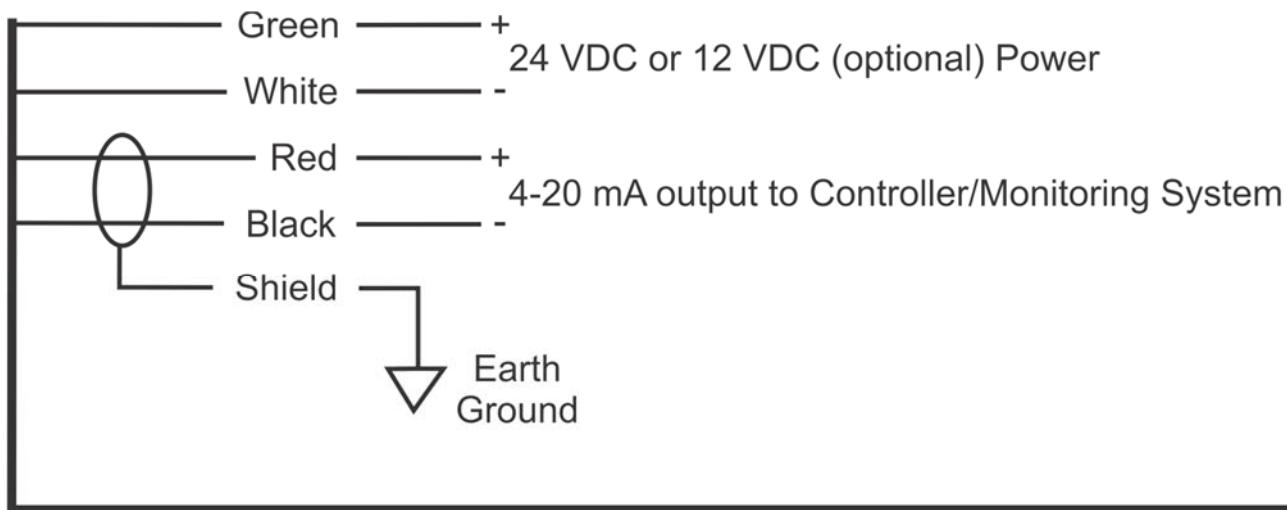 Green +
24 VDC or 12 VDC (optional) Power
White -
Red +
4-20 mA output to Controller/Monitoring System
Black -
Shield
Earth
Ground